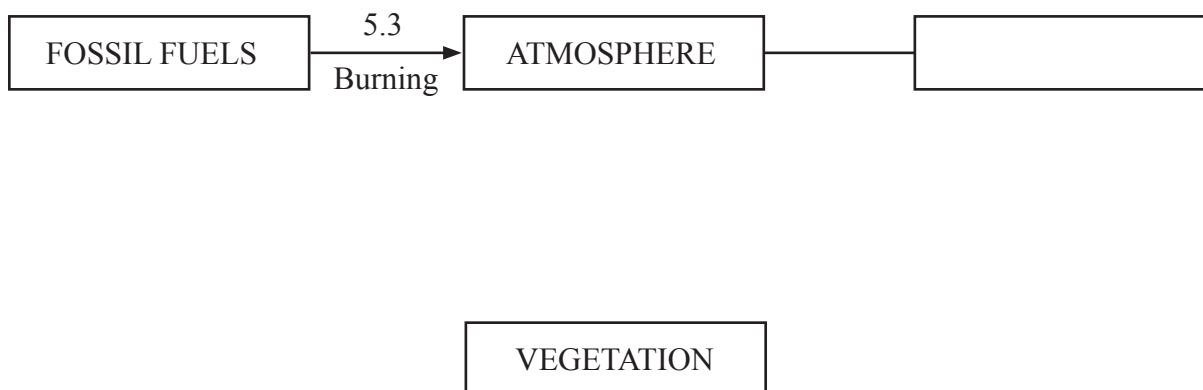 5.3
FOSSIL FUELS
ATMOSPHERE
Burning
VEGETATION